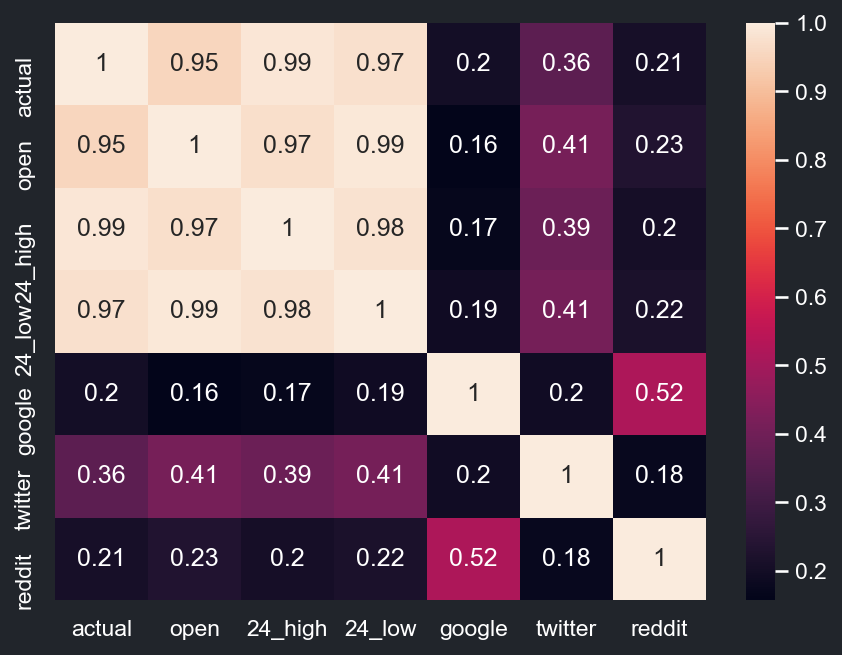 actual 1 0.95 0.99 0.97 0.2 0.36 0.21
open 0.95 1 0.97 0.99 0.16 0.41 0.23
24_high 0.99 0.97 1 0.98 0.17 0.39 0.2
24_low 0.97 0.99 0.98 1 0.19 0.41 0.22
google 0.2 0.16 0.17 0.19 1 0.2 0.52
twitter 0.36 0.41 0.39 0.41 0.2 1 0.18
reddit 0.21 0.23 0.2 0.22 0.52 0.18 1
actual open 24_high 24_low google twitter reddit
1.0
0.9
0.8
0.7
0.6
0.5
0.4
0.3
0.2